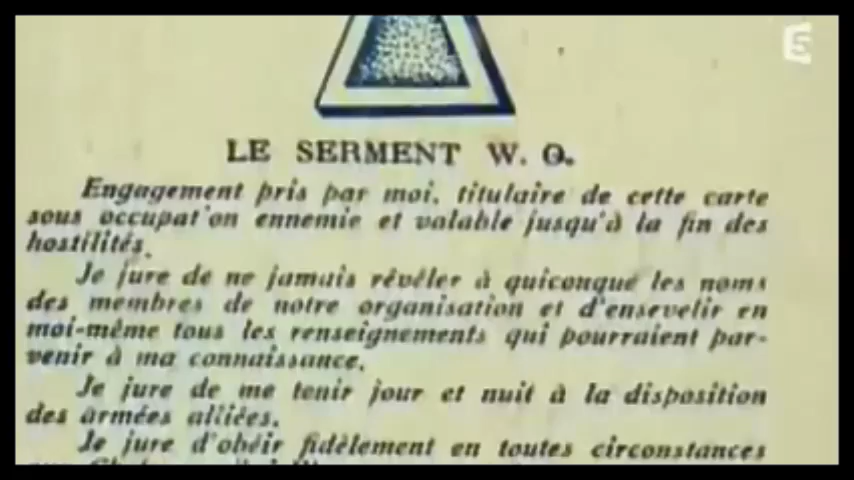 5
LE SERMENT W. O.
Engagement pris par moi, titulaire de cette carte
sous occupat'on ennemie et valable jusqu'à la fin des
hostilités.
Je jure de ne jamais révéler à quiconque les noms
des membres de notre organisation et d'ensevelir en
moi-même tous les renseignements qui pourraient par-
venir à ma connaissance.
Je jure de me tenir jour et nuit à la disposition
des armées alliées.
Je jure d'obéir fidèlement en toutes circonstances